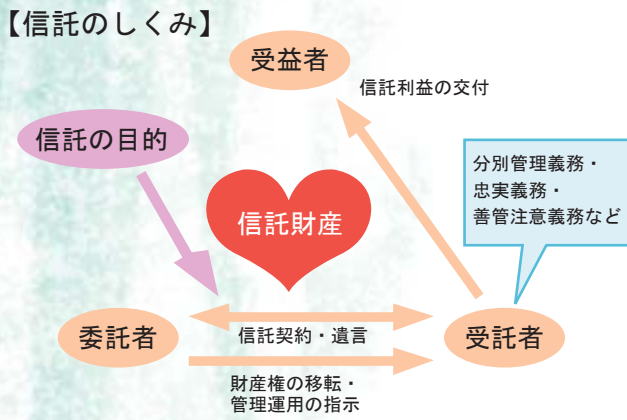 【信託のしくみ】
受益者
信託利益の交付
信託の目的
分別管理義務・
忠実義務・
善管注意義務など
信託財産
委託者
信託契約・遺言
受託者
財産権の移転・
管理運用の指示